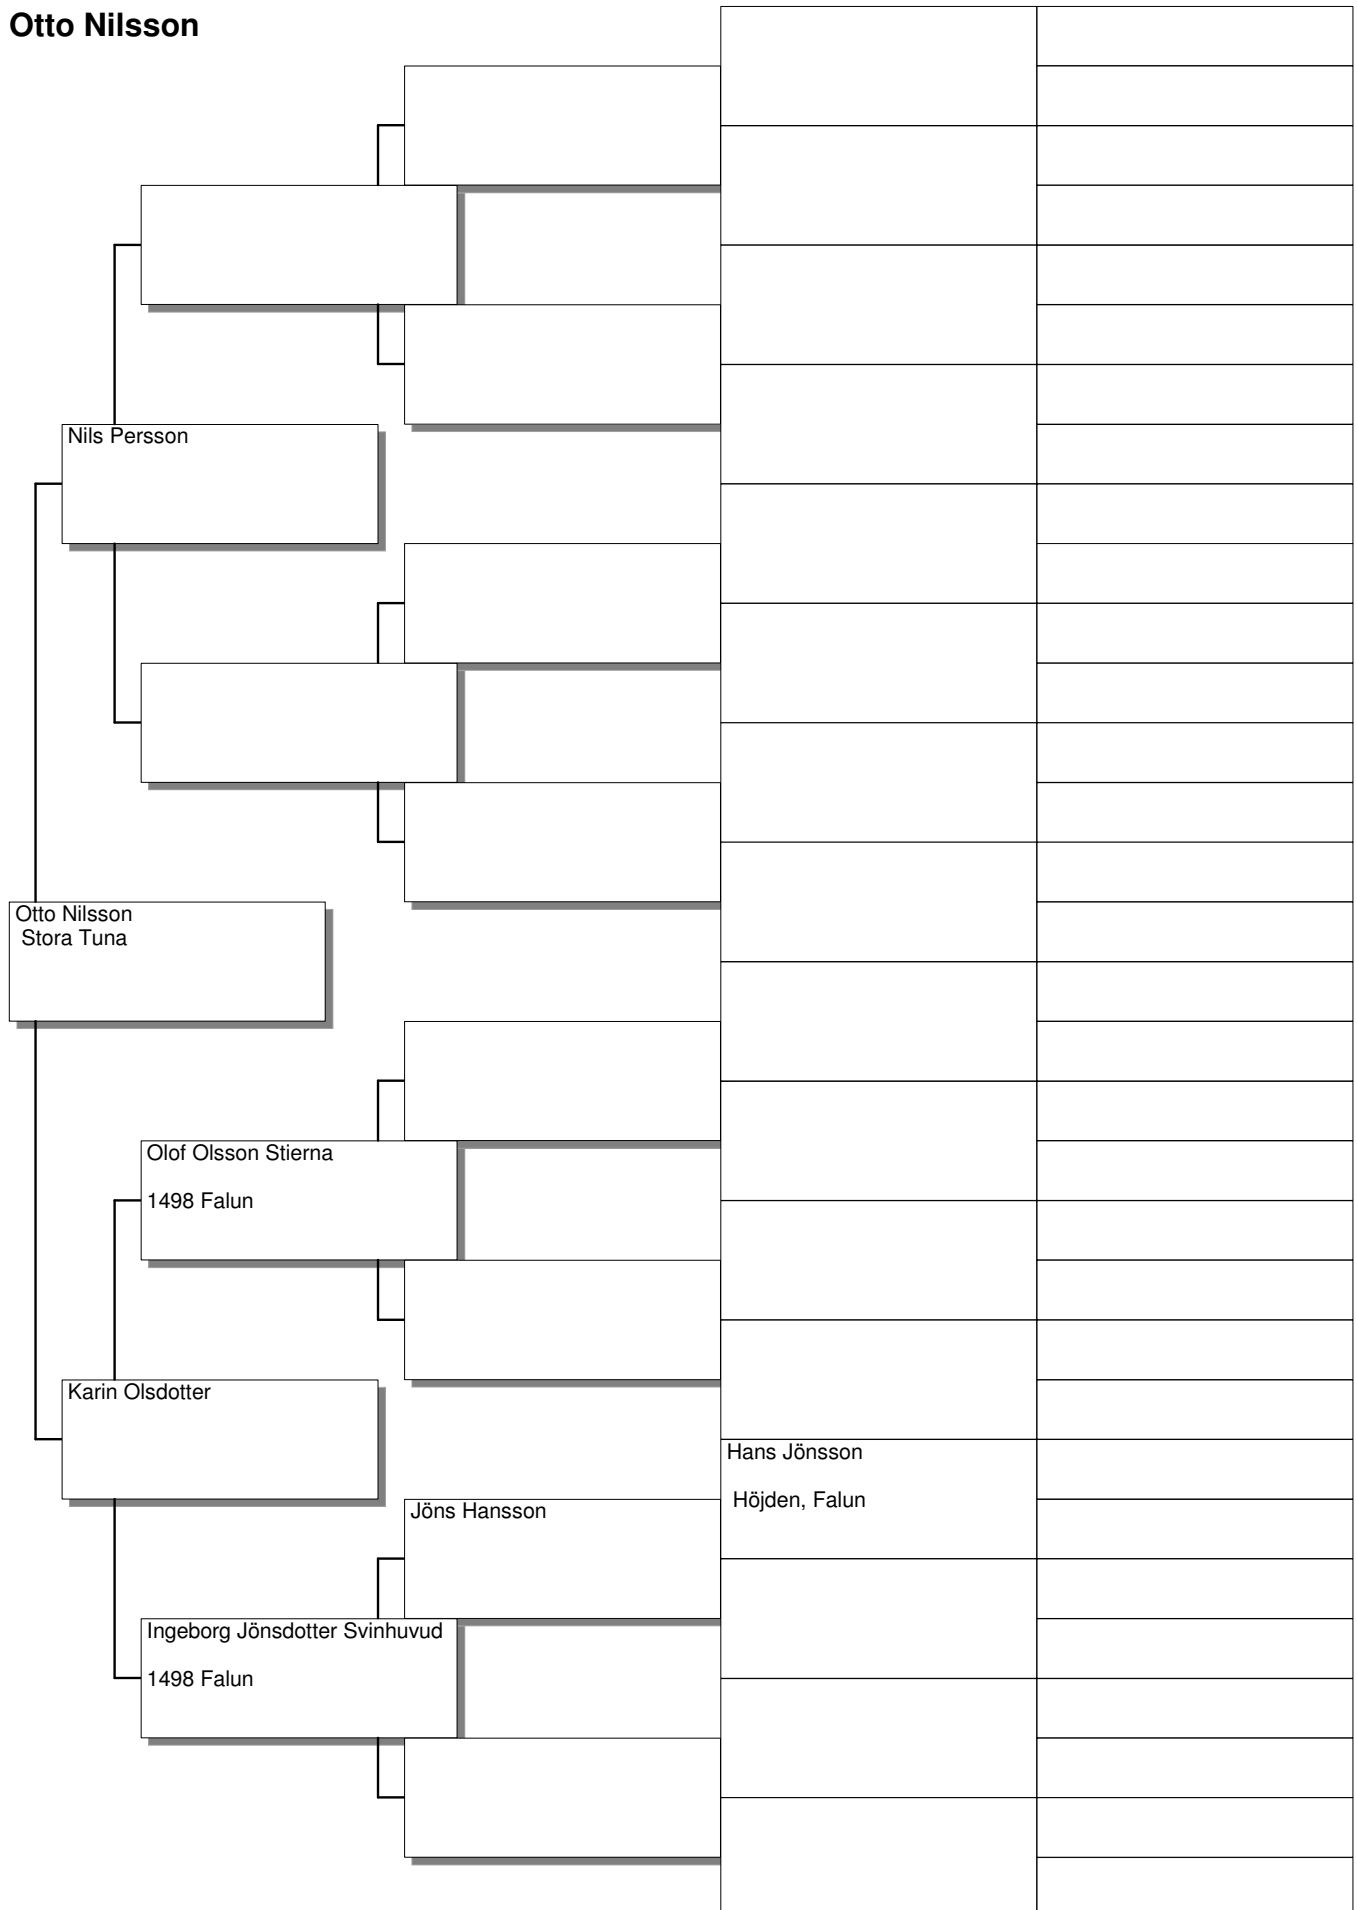 Otto Nilsson
Nils Persson
Otto Nilsson
Stora Tuna
Olof Olsson Stierna
1498 Falun
Karin Olsdotter
Hans Jönsson
Höjden, Falun
Jöns Hansson
Ingeborg Jönsdotter Svinhuvud
1498 Falun